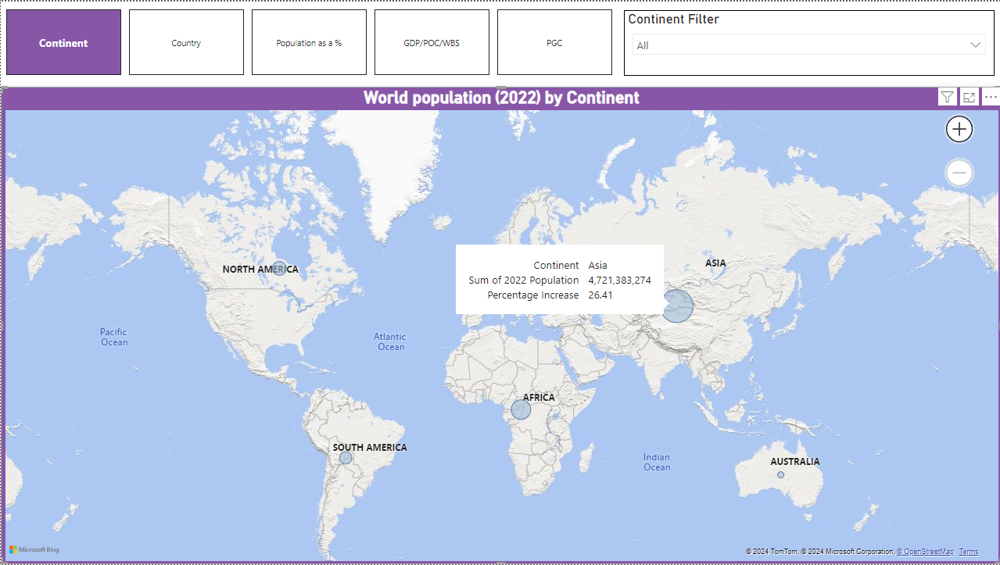 Continent
Country
Population as a %
GDP/POC/WBS
PGC
Continent Filter
All
World population (2022) by Continent
Continent Asia
Sum of 2022 Population 4,721,383,274
Percentage Increase 26.41
ASIA
NORTH AMERICA
Pacific
Ocean
Atlantic
Ocean
AFRICA
SOUTH AMERICA
Indian
Ocean
AUSTRALIA
Microsoft Bing
© 2024 TomTom, © 2024 Microsoft Corporation, © OpenStreetMap Terms